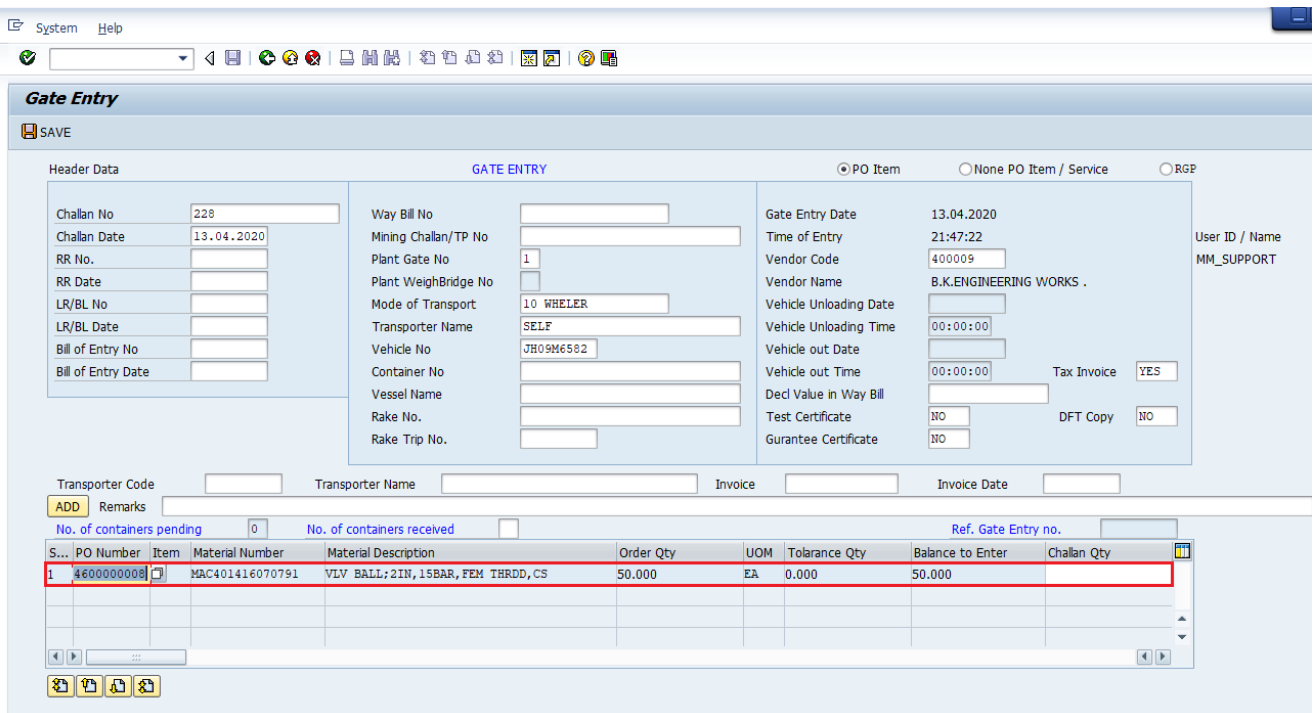 System Help
Gate Entry
SAVE
Header Data GATE ENTRY PO Item None PO Item / Service RGP
Challan No 228 Way Bill No Gate Entry Date 13.04.2020
Challan Date 13.04.2020 Mining Challan/TP No Time of Entry 21:47:22 User ID / Name
RR No. Plant Gate No 1 Vendor Code 400009 MM_SUPPORT
RR Date Plant WeighBridge No Vendor Name B.K.ENGINEERING WORKS .
LR/BL No Mode of Transport 10 WHELER Vehicle Unloading Date
LR/BL Date Transporter Name SELF Vehicle Unloading Time 00:00:00
Bill of Entry No Vehicle No JH09M6582 Vehicle out Date
Bill of Entry Date Container No Vehicle out Time 00:00:00 Tax Invoice YES
Vessel Name Decl Value in Way Bill
Rake No. Test Certificate NO DFT Copy NO
Rake Trip No. Gurantee Certificate NO
Transporter Code Transporter Name Invoice Invoice Date
ADD Remarks
No. of containers pending 0 No. of containers received Ref. Gate Entry no.
S... PO Number Item Material Number Material Description Order Qty UOM Tolarance Qty Balance to Enter Challan Qty
1 4600000008 MAC401416070791 VLV BALL;2IN,15BAR,FEM THRDD,CS 50.000 EA 0.000 50.000